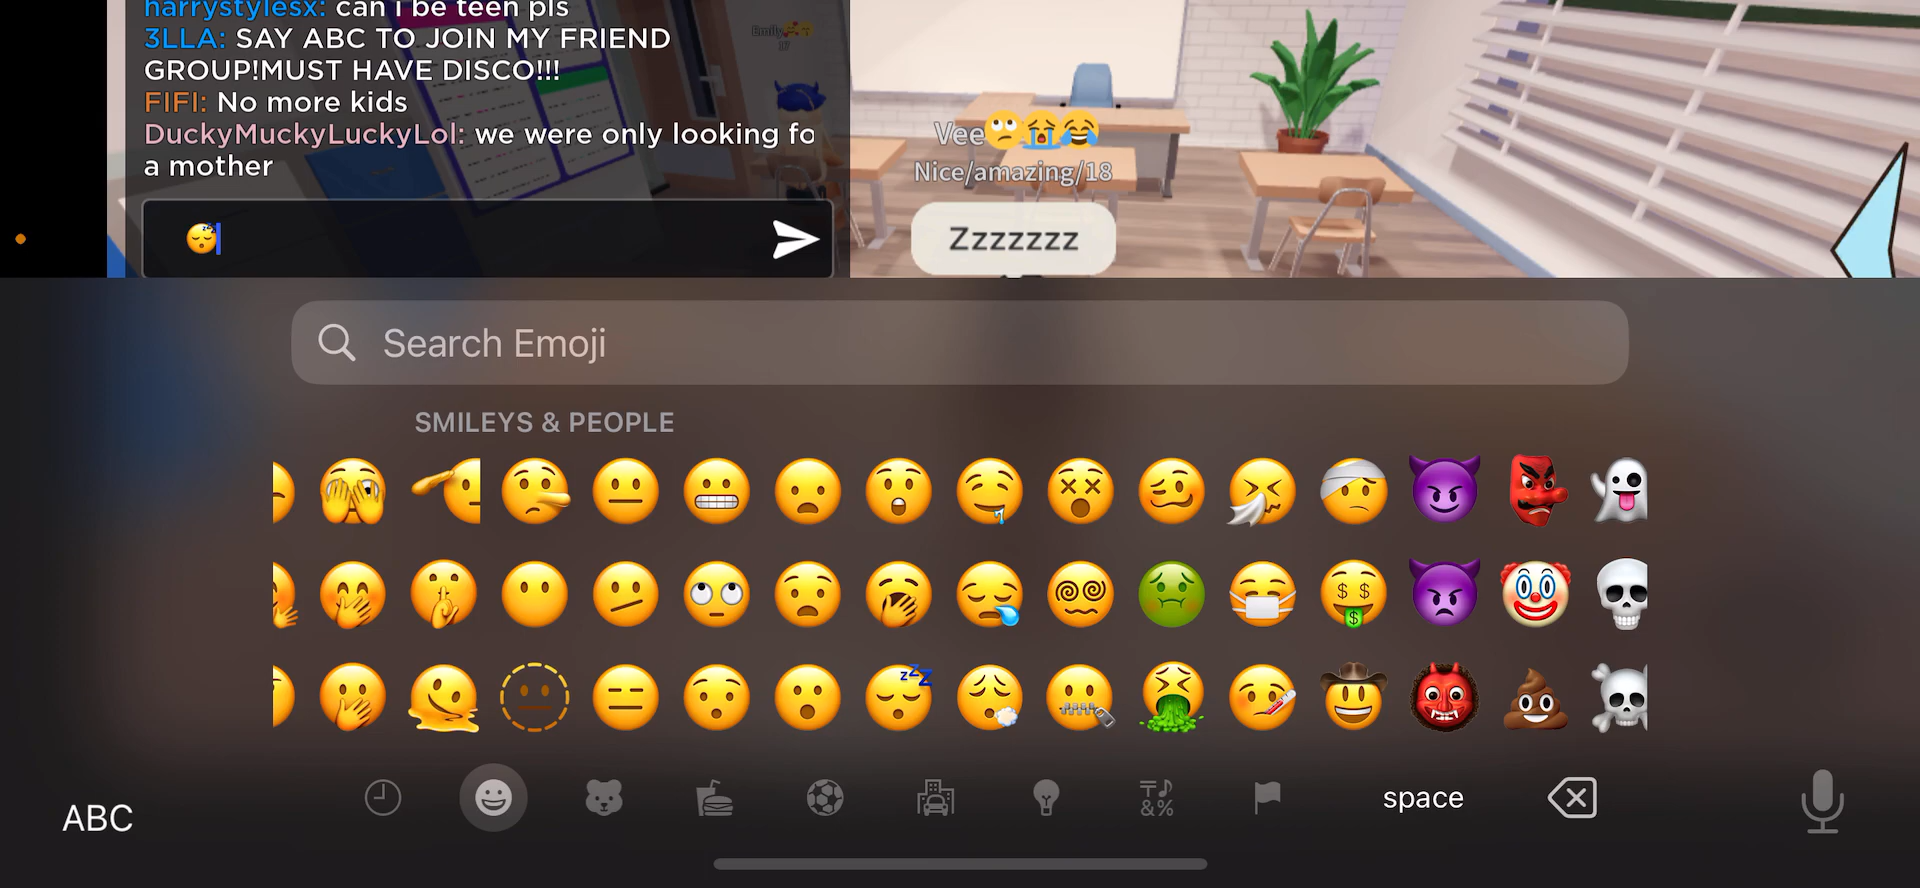 harrystylesx: can i be teen pls
3LLA: SAY ABC TO JOIN MY FRIEND
GROUP!MUST HAVE DISCO!!!
FIFI: No more kids
DuckyMuckyLuckyLol: we were only looking fo
a mother
Emily
Vee🙄😭😂
Nice/amazing/18
😴
Zzzzzzz
Search Emoji
SMILEYS & PEOPLE
ABC
space